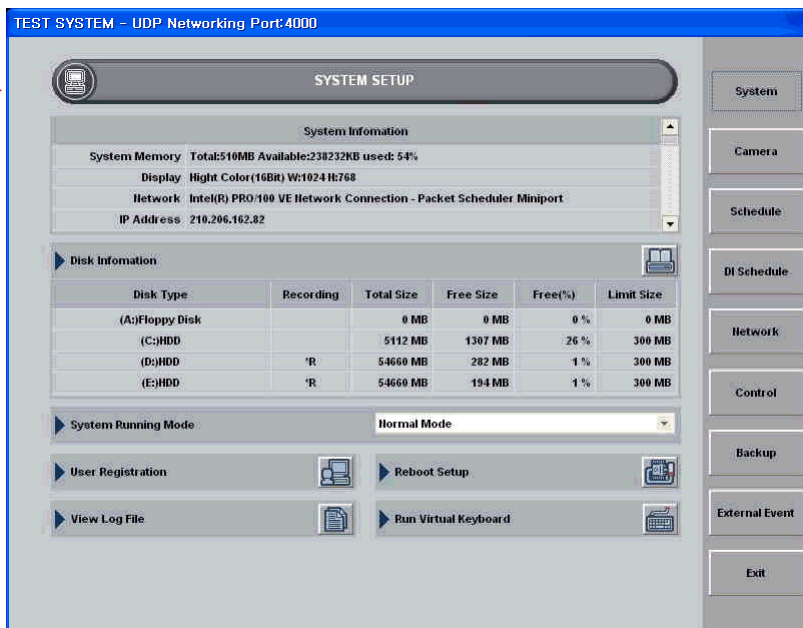 TEST SYSTEM - UDP Networking Port:4000
SYSTEM SETUP
System Infomation
System Memory Total:510MB Available:238232KB used: 54%
Display Hight Color(16Bit) W:1024 H:768
Network Intel(R) PRO/100 VE Network Connection - Packet Scheduler Miniport
IP Address 210.206.162.82
Disk Infomation
Disk Type Recording Total Size Free Size Free(%) Limit Size
(A:)Floppy Disk 0 MB 0 MB 0 % 0 MB
(C:)HDD 5112 MB 1307 MB 26 % 300 MB
(D:)HDD *R 54660 MB 282 MB 1 % 300 MB
(E:)HDD *R 54660 MB 194 MB 1 % 300 MB
System Running Mode Normal Mode
User Registration Reboot Setup
View Log File Run Virtual Keyboard
System
Camera
Schedule
DI Schedule
Network
Control
Backup
External Event
Exit